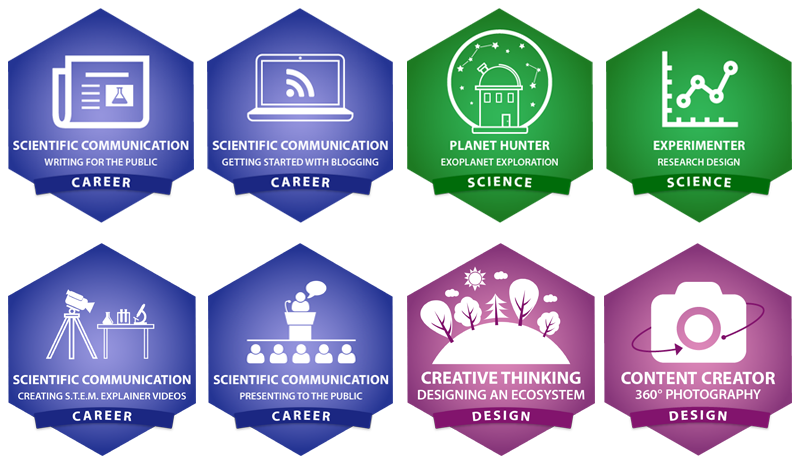 SCIENTIFIC COMMUNICATION
WRITING FOR THE PUBLIC
CAREER
SCIENTIFIC COMMUNICATION
GETTING STARTED WITH BLOGGING
CAREER
PLANET HUNTER
EXOPLANET EXPLORATION
SCIENCE
EXPERIMENTER
RESEARCH DESIGN
SCIENCE
SCIENTIFIC COMMUNICATION
CREATING S.T.E.M. EXPLAINER VIDEOS
CAREER
SCIENTIFIC COMMUNICATION
PRESENTING TO THE PUBLIC
CAREER
CREATIVE THINKING
DESIGNING AN ECOSYSTEM
DESIGN
CONTENT CREATOR
360° PHOTOGRAPHY
DESIGN